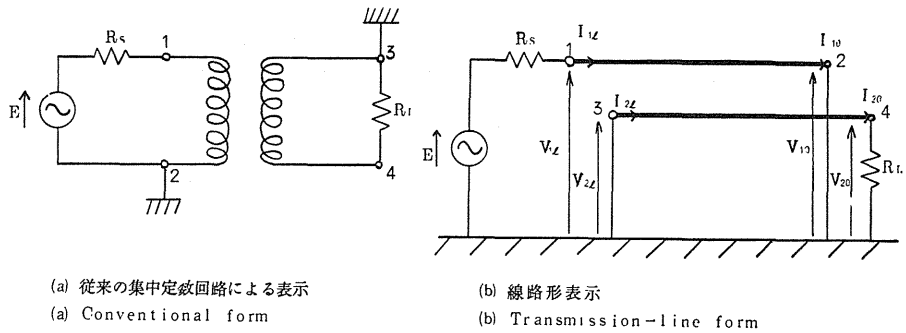 Rs
1
3
E
RL
2
4
(a) 従来の集中定数回路による表示
(a) Conventional form
Rs
1
I1ℓ
I10
2
3
I2ℓ
I20
4
E
V1ℓ
V2ℓ
V10
V20
RL
(b) 線路形表示
(b) Transmission-line form